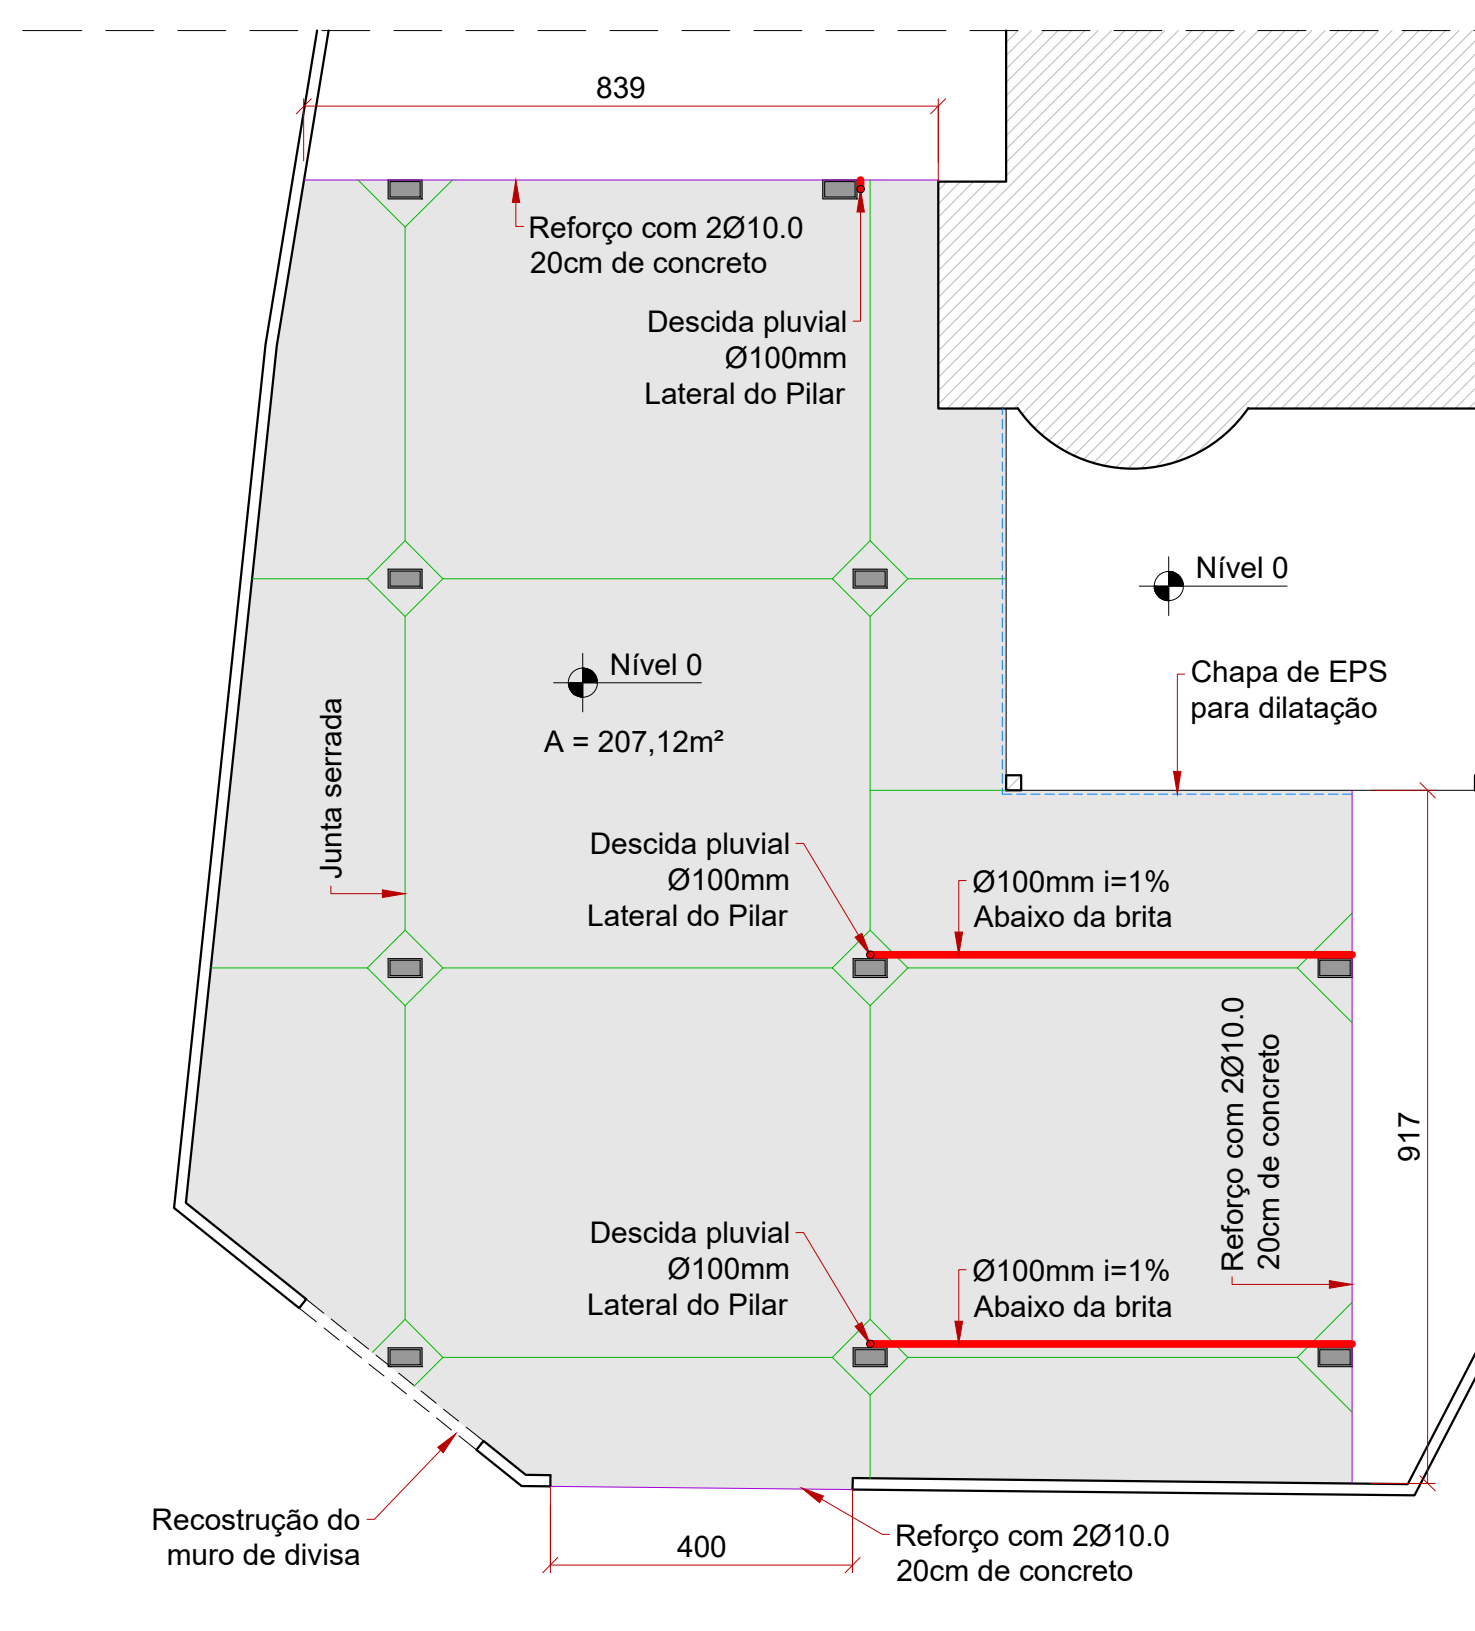 839
Reforço com 2Ø10.0
20cm de concreto
Descida pluvial
Ø100mm
Lateral do Pilar
Nível 0
Nível 0
Chapa de EPS
para dilatação
A = 207,12m²
Junta serrada
Descida pluvial
Ø100mm
Lateral do Pilar
Ø100mm i=1%
Abaixo da brita
Reforço com 2Ø10.0
20cm de concreto
917
Descida pluvial
Ø100mm
Lateral do Pilar
Ø100mm i=1%
Abaixo da brita
Recostrução do
muro de divisa
400
Reforço com 2Ø10.0
20cm de concreto